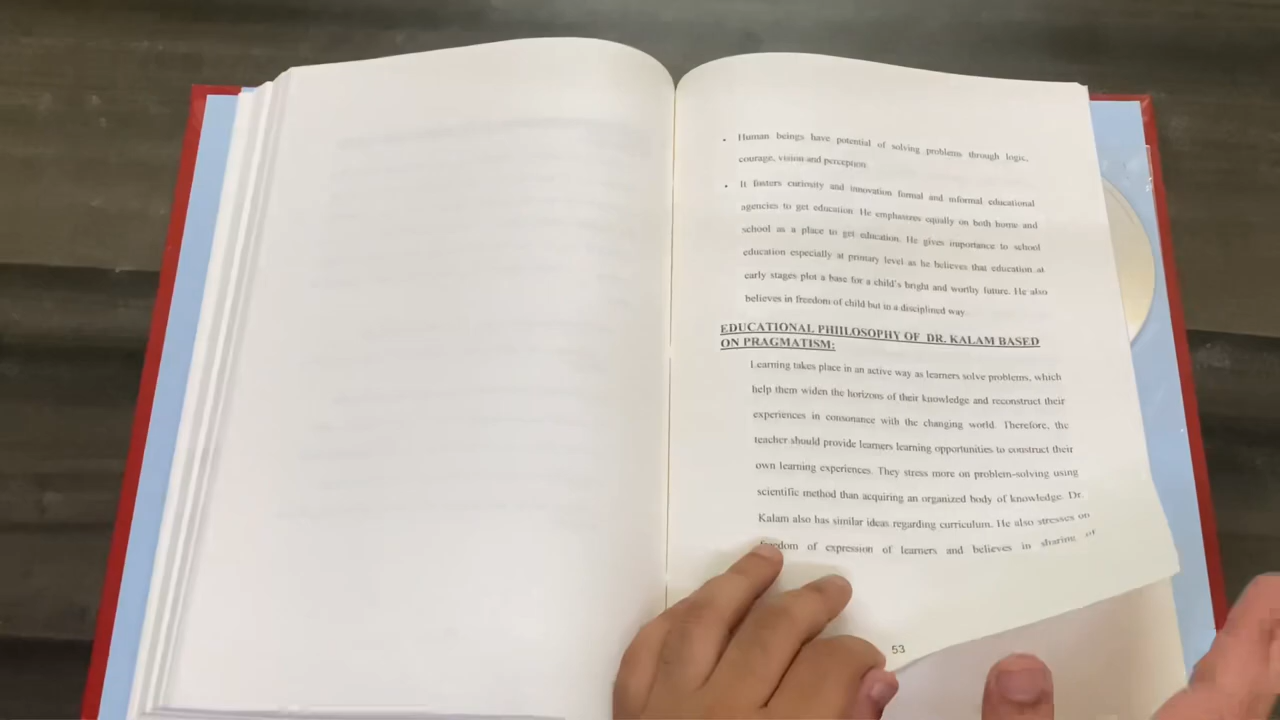 • Human beings have potential of solving problems through logic,
courage, vision and perception.
• It fosters curiosity and innovation formal and informal educational
agencies to get education. He emphasizes equally on both home and
school as a place to get education. He gives importance to school
education especially at primary level as he believes that education at
early stages plot a base for a child's bright and worthy future. He also
believes in freedom of child but in a disciplined way.
EDUCATIONAL PHIILOSOPHY OF DR. KALAM BASED
ON PRAGMATISM:
Learning takes place in an active way as learners solve problems, which
help them widen the horizons of their knowledge and reconstruct their
experiences in consonance with the changing world. Therefore, the
teacher should provide learners learning opportunities to construct their
own learning experiences. They stress more on problem-solving using
scientific method than acquiring an organized body of knowledge. Dr.
Kalam also has similar ideas regarding curriculum. He also stresses on
freedom of expression of learners and believes in sharing of
53